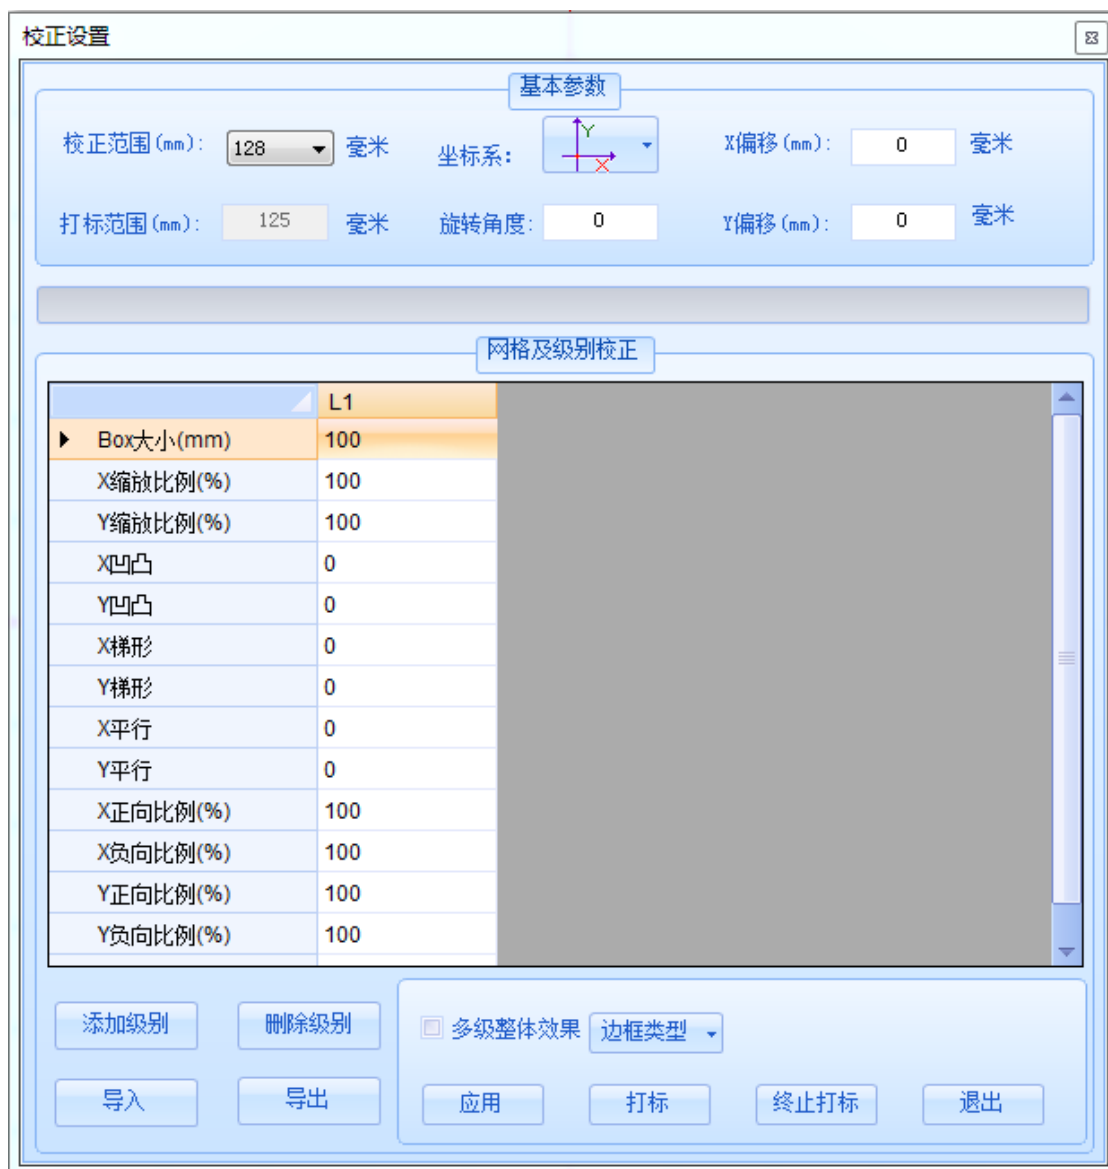 校正设置
基本参数
校正范围(mm): 128 毫米 坐标系: Y X X偏移(mm): 0 毫米
打标范围(mm): 125 毫米 旋转角度: 0 Y偏移(mm): 0 毫米
网格及级别校正
L1
Box大小(mm) 100
X缩放比例(%) 100
Y缩放比例(%) 100
X凹凸 0
Y凹凸 0
X梯形 0
Y梯形 0
X平行 0
Y平行 0
X正向比例(%) 100
X负向比例(%) 100
Y正向比例(%) 100
Y负向比例(%) 100
添加级别 删除级别 多级整体效果 边框类型
导入 导出 应用 打标 终止打标 退出